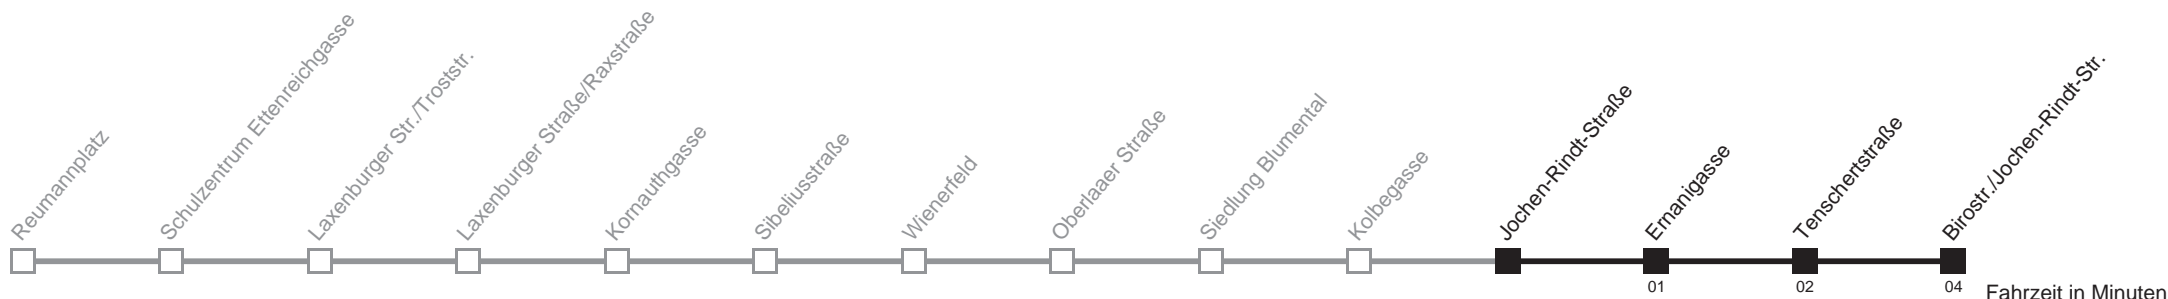 Reumannplatz
Schulzentrum Ettenreichgasse
Laxenburger Str./Troststr.
Laxenburger Straße/Raxstraße
Kornauthgasse
Sibeliusstraße
Wienerfeld
Oberlaaer Straße
Siedlung Blumental
Kolbegasse
Jochen-Rindt-Straße
Ernanigasse
Tenschertstraße
Birostr./Jochen-Rindt-Str.
01
02
04
Fahrzeit in Minuten